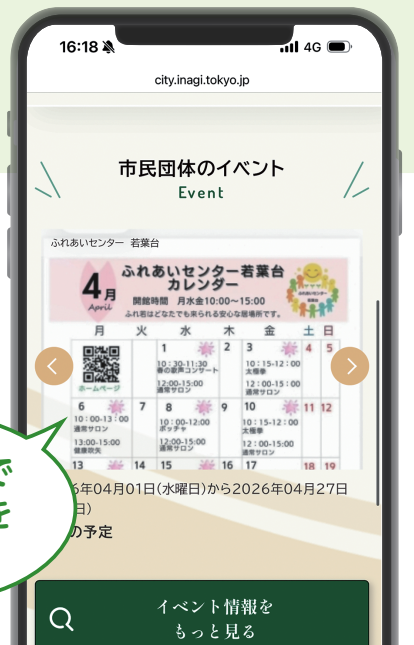 16:18
4G
city.inagi.tokyo.jp
市民団体のイベント
Event
ふれあいセンター 若葉台
4月
April
ふれあいセンター若葉台
カレンダー
開館時間 月水金10:00～15:00
ふれ若はどなたでも来られる安心な居場所です。
月 火 水 木 金 土 日
ホームページ
1
10:30-11:30
春の歌声コンサート
12:00-15:00
通常サロン
2
3
10:15-12:00
太極拳
12:00-15:00
通常サロン
4 5
6
10:00-13:00
通常サロン
13:00-15:00
健康吹矢
7
8
10:00-12:00
ボッチャ
12:00-15:00
通常サロン
9
10
10:15-12:00
太極拳
12:00-15:00
通常サロン
11 12
13 14 15 16 17 18 19
で
を
年04月01日(水曜日)から2026年04月27日
日)
の予定
イベント情報を
もっと見る